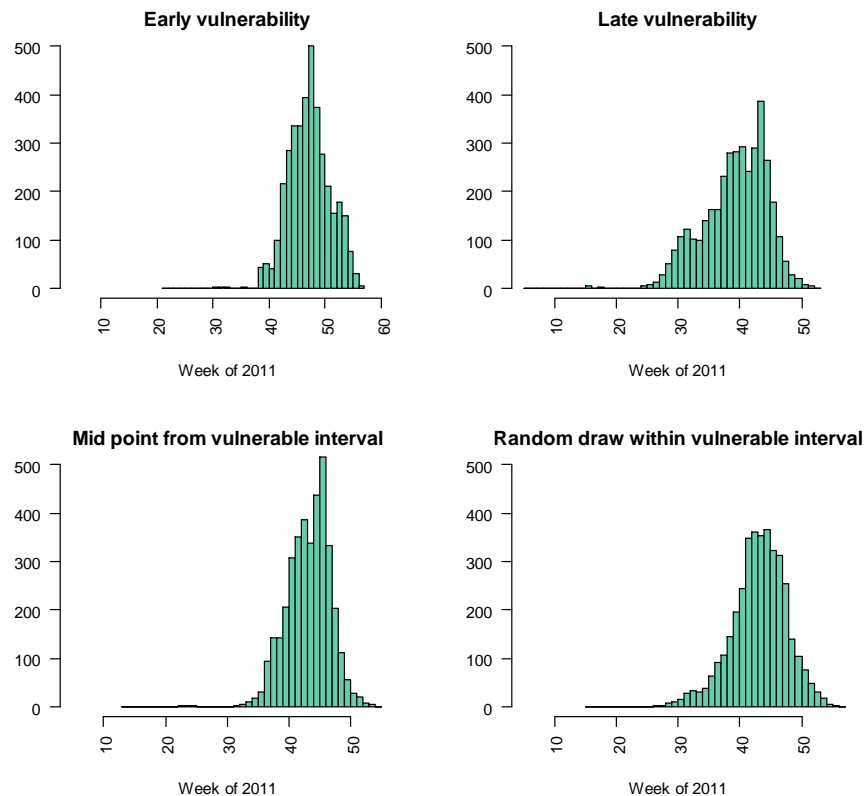 Early vulnerability
500
400
300
200
100
0
10 20 30 40 50 60
Week of 2011
Late vulnerability
500
400
300
200
100
0
10 20 30 40 50
Week of 2011
Mid point from vulnerable interval
500
400
300
200
100
0
10 20 30 40 50
Week of 2011
Random draw within vulnerable interval
500
400
300
200
100
0
10 20 30 40 50
Week of 2011